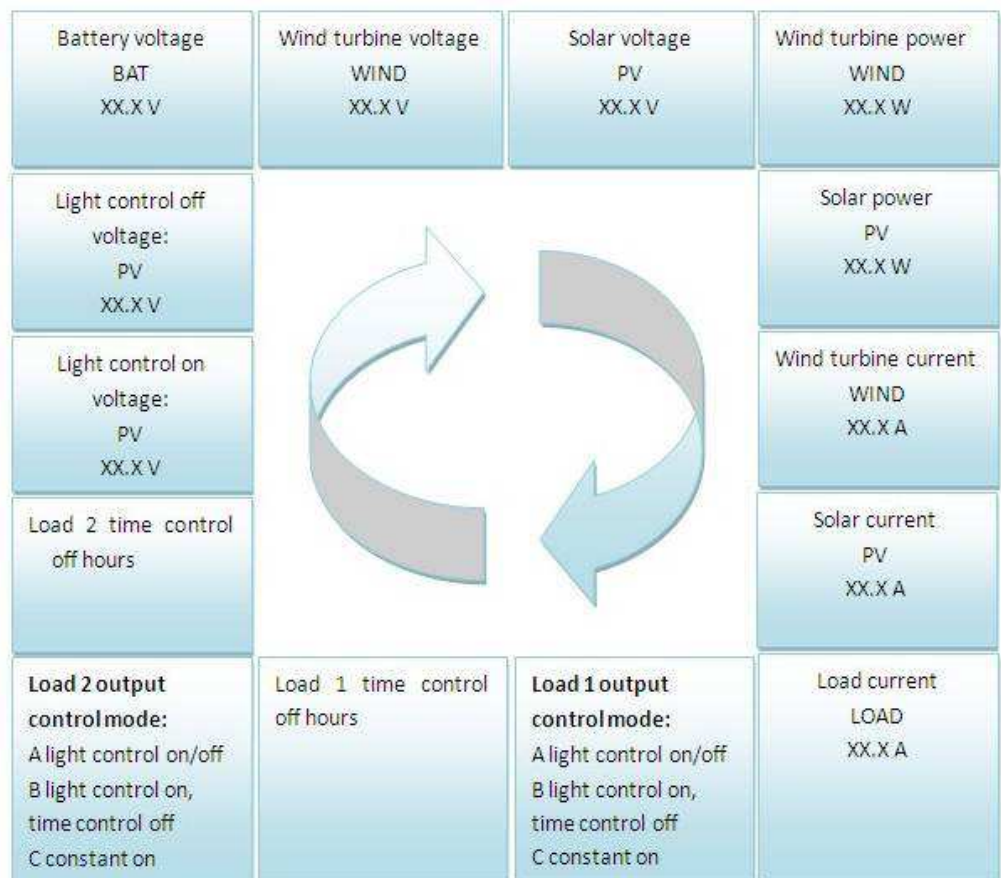 Battery voltage
BAT
XX.X V
Wind turbine voltage
WIND
XX.X V
Solar voltage
PV
XX.X V
Wind turbine power
WIND
XX.X W
Light control off
voltage:
PV
XX.X V
Solar power
PV
XX.X W
Light control on
voltage:
PV
XX.X V
Wind turbine current
WIND
XX.X A
Load 2 time control
off hours
Solar current
PV
XX.X A
Load 2 output
control mode:
A light control on/off
B light control on,
time control off
C constant on
Load 1 time control
off hours
Load 1 output
control mode:
A light control on/off
B light control on,
time control off
C constant on
Load current
LOAD
XX.X A